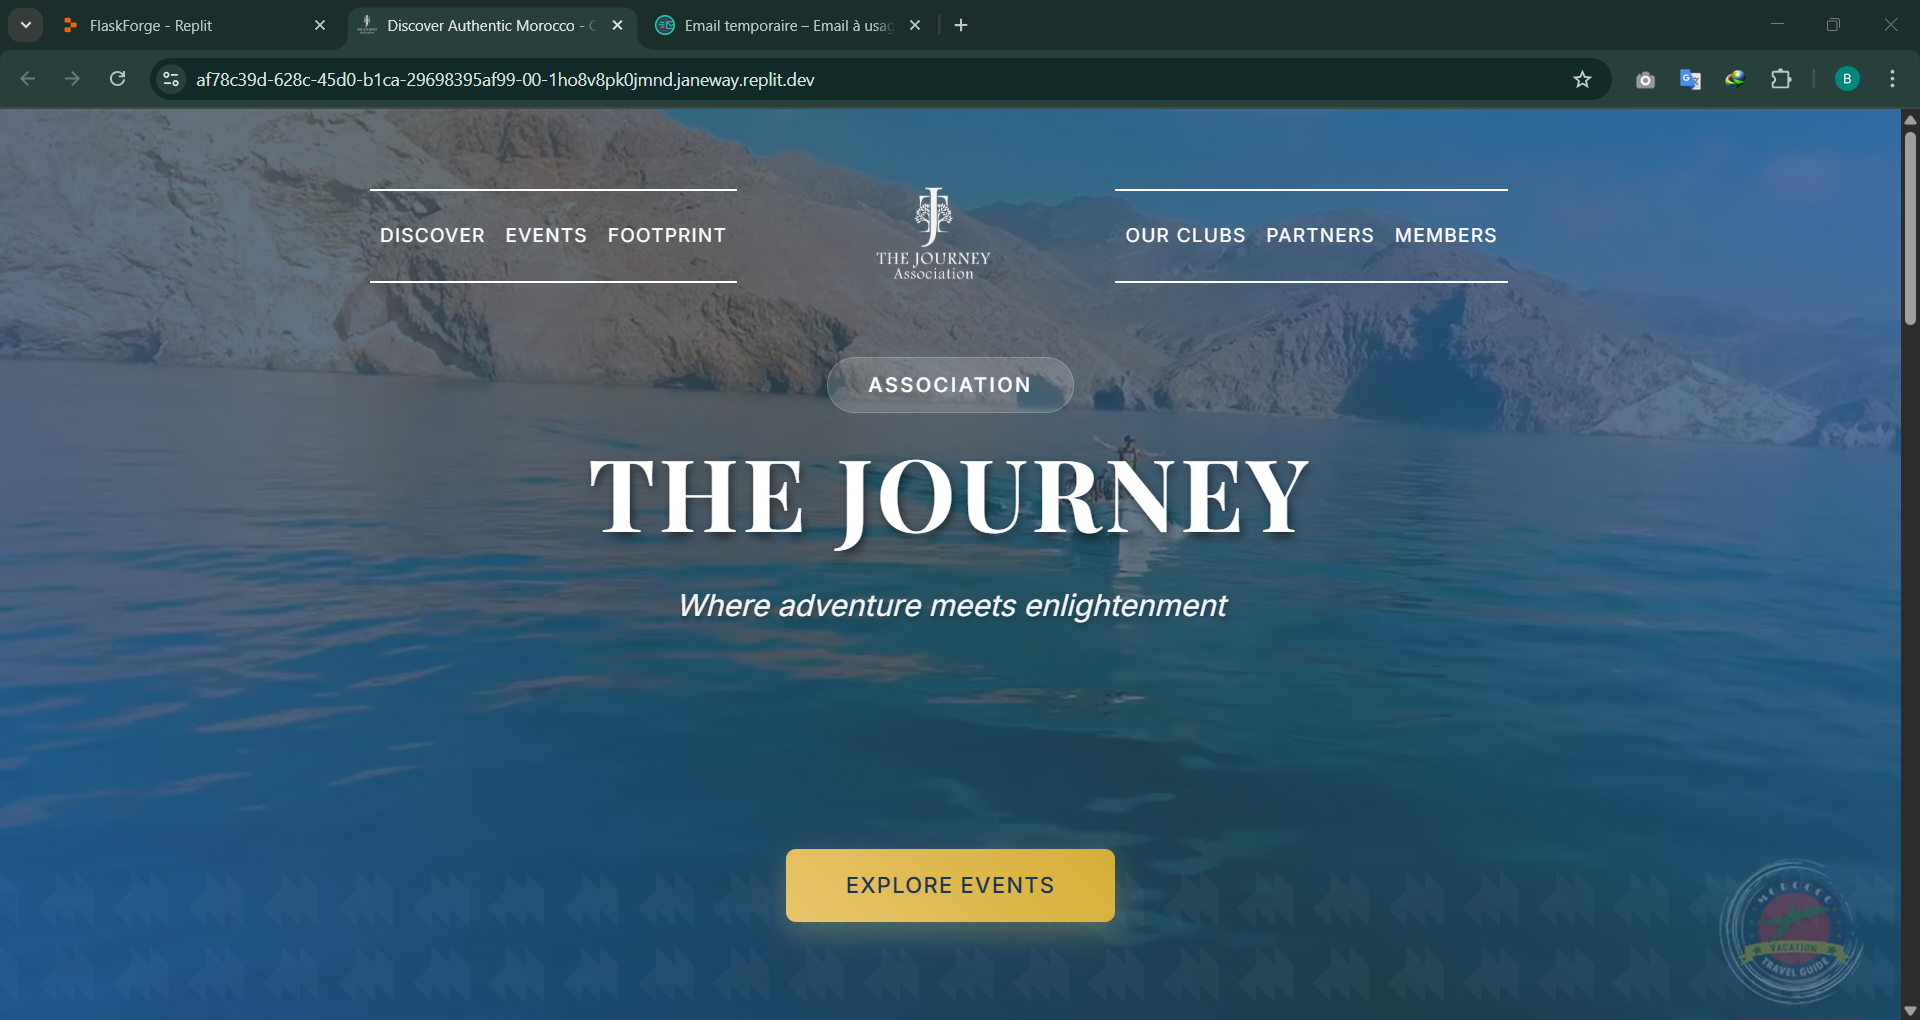 FlaskForge - Replit
Discover Authentic Morocco -
Email temporaire – Email à usag
af78c39d-628c-45d0-b1ca-29698395af99-00-1ho8v8pk0jmnd.janeway.replit.dev
B
DISCOVER EVENTS FOOTPRINT
THE JOURNEY
Association
OUR CLUBS PARTNERS MEMBERS
ASSOCIATION
THE JOURNEY
Where adventure meets enlightenment
EXPLORE EVENTS
MOROCCO
VACATION
TRAVEL GUIDE